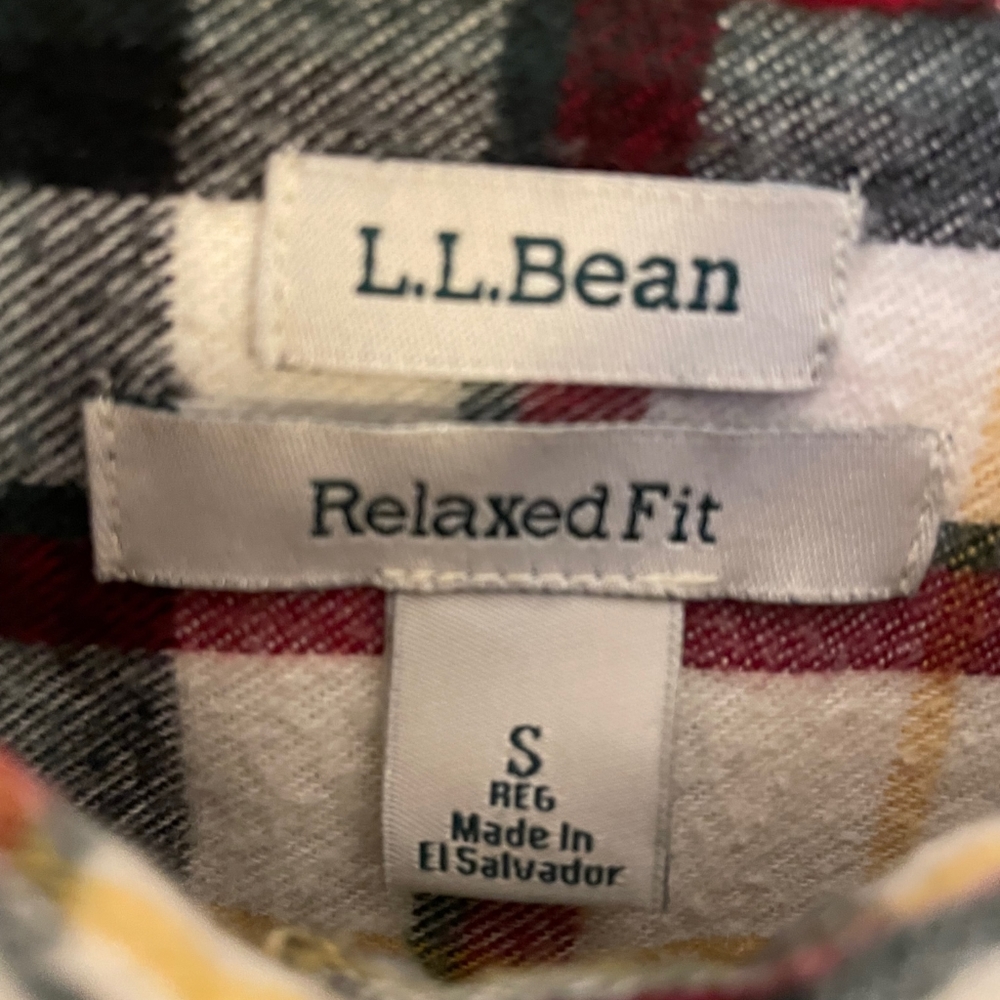 L.L.Bean
Relaxed Fit
S
REG
Made In
El Salvador